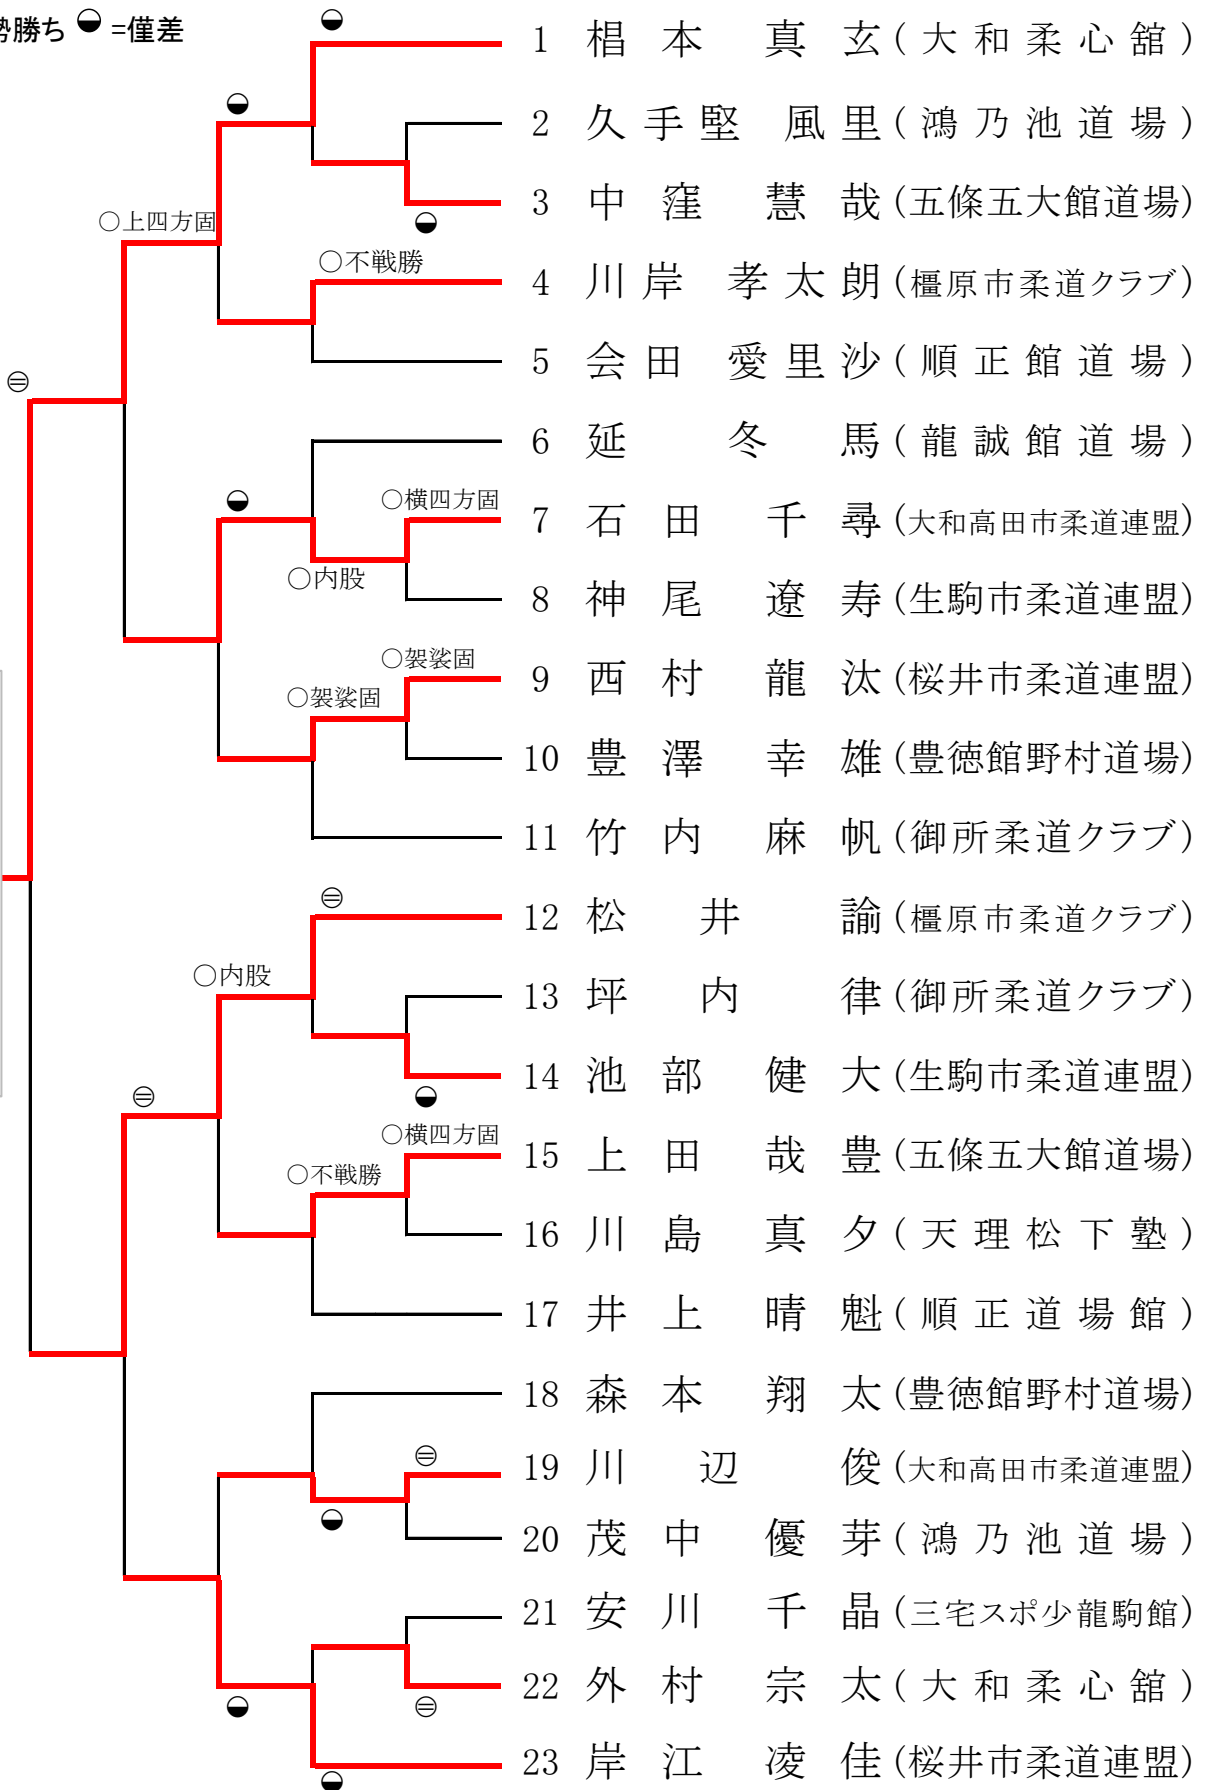 勢勝ち ◒ =僅差
1 椙本 真玄 (大和柔心舘)
2 久手堅 風里 (鴻乃池道場)
3 中窪 慧哉 (五條五大館道場)
○上四方固
○不戦勝
4 川岸 孝太朗 (橿原市柔道クラブ)
5 会田 愛里沙 (順正館道場)
6 延 冬馬 (龍誠館道場)
○横四方固
7 石田 千尋 (大和高田市柔道連盟)
○内股
8 神尾 遼寿 (生駒市柔道連盟)
○袈裟固
9 西村 龍汰 (桜井市柔道連盟)
○袈裟固
10 豊澤 幸雄 (豊徳館野村道場)
11 竹内 麻帆 (御所柔道クラブ)
12 松井 諭 (橿原市柔道クラブ)
○内股
13 坪内 律 (御所柔道クラブ)
14 池部 健大 (生駒市柔道連盟)
○横四方固
15 上田 哉豊 (五條五大館道場)
○不戦勝
16 川島 真夕 (天理松下塾)
17 井上 晴魁 (順正道場館)
18 森本 翔太 (豊徳館野村道場)
19 川辺 俊 (大和高田市柔道連盟)
20 茂中 優芽 (鴻乃池道場)
21 安川 千晶 (三宅スポ少龍駒館)
22 外村 宗太 (大和柔心舘)
23 岸江 凌佳 (桜井市柔道連盟)